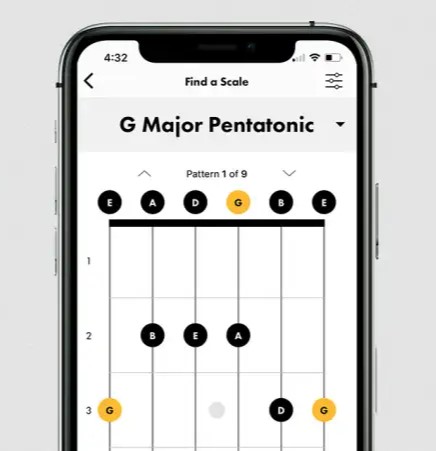 4:32
Find a Scale
G Major Pentatonic
Pattern 1 of 9
E A D G B E
1
2 B E A
3 G D G